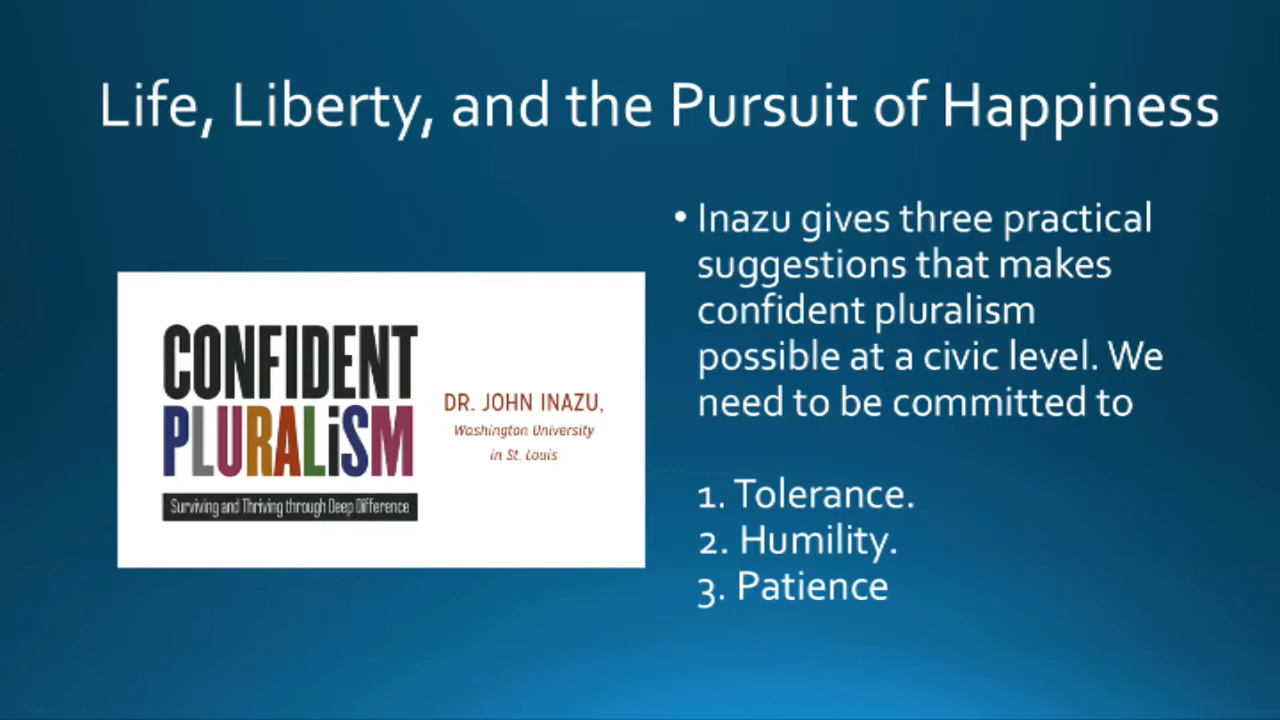 Life, Liberty, and the Pursuit of Happiness
CONFIDENT
PLURALiSM
Surviving and Thriving through Deep Difference
DR. JOHN INAZU,
Washington University
in St. Louis
• Inazu gives three practical
suggestions that makes
confident pluralism
possible at a civic level. We
need to be committed to
1. Tolerance.
2. Humility.
3. Patience